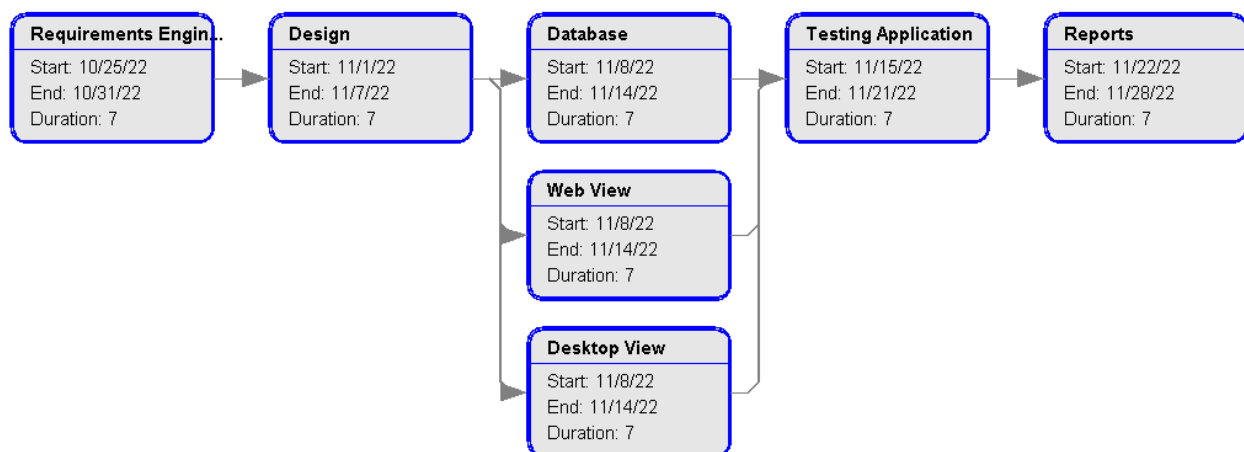 Requirements Engin...
Start: 10/25/22
End: 10/31/22
Duration: 7
Design
Start: 11/1/22
End: 11/7/22
Duration: 7
Database
Start: 11/8/22
End: 11/14/22
Duration: 7
Testing Application
Start: 11/15/22
End: 11/21/22
Duration: 7
Reports
Start: 11/22/22
End: 11/28/22
Duration: 7
Web View
Start: 11/8/22
End: 11/14/22
Duration: 7
Desktop View
Start: 11/8/22
End: 11/14/22
Duration: 7